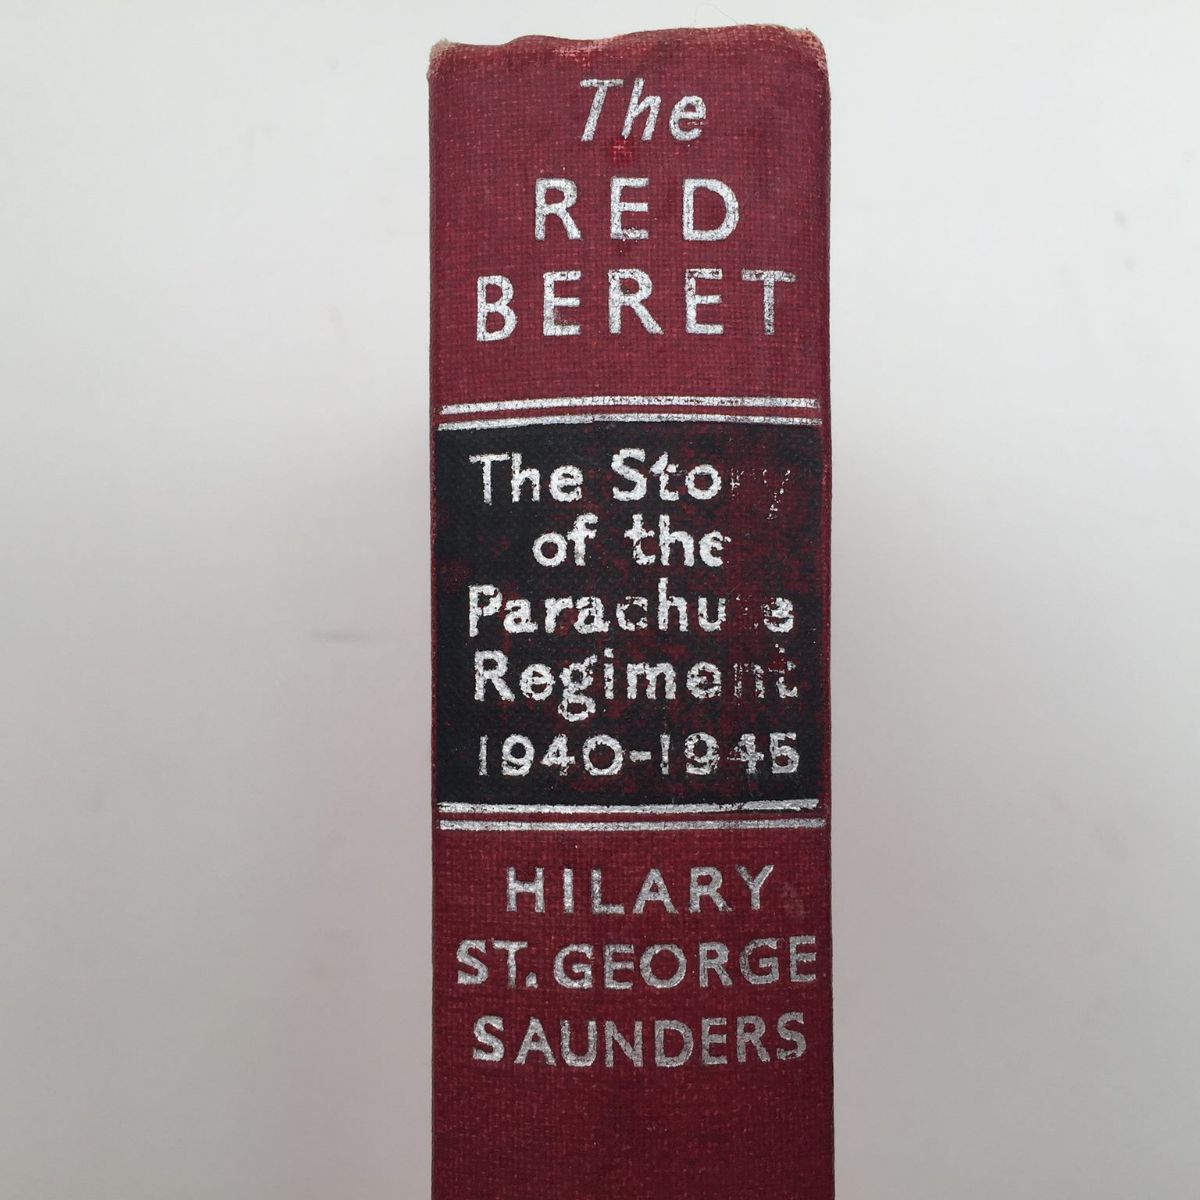 The
RED
BERET
The Story
of the
Parachute
Regiment
1940-1945
HILARY
ST. GEORGE
SAUNDERS